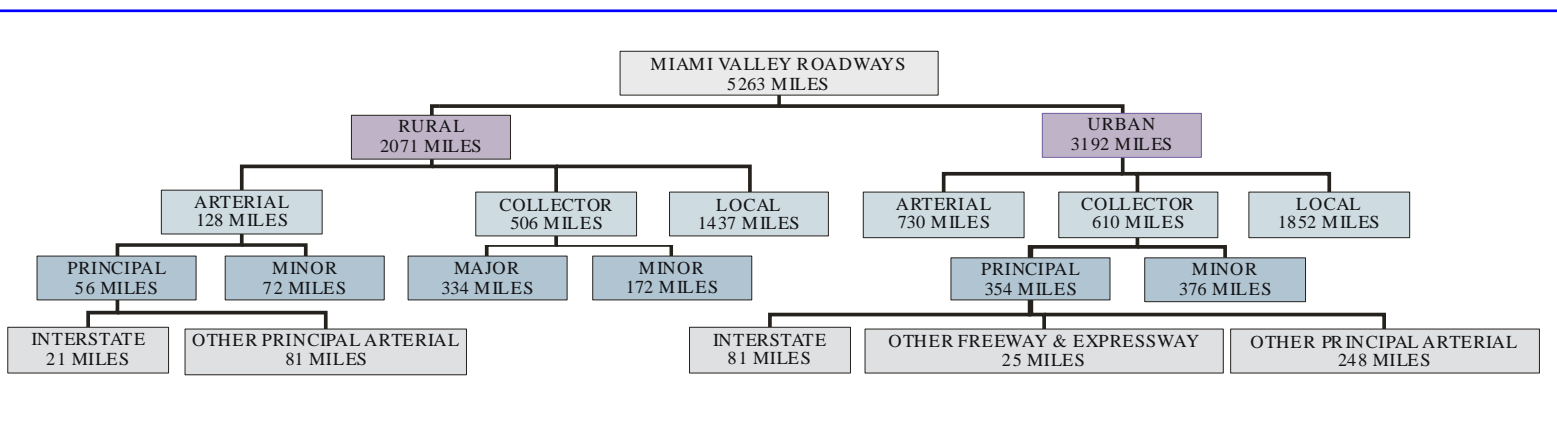 MIAMI VALLEY ROADWAYS
5263 MILES
RURAL
2071 MILES
URBAN
3192 MILES
ARTERIAL
128 MILES
COLLECTOR
506 MILES
LOCAL
1437 MILES
ARTERIAL
730 MILES
COLLECTOR
610 MILES
LOCAL
1852 MILES
PRINCIPAL
56 MILES
MINOR
72 MILES
MAJOR
334 MILES
MINOR
172 MILES
PRINCIPAL
354 MILES
MINOR
376 MILES
INTERSTATE
21 MILES
OTHER PRINCIPAL ARTERIAL
81 MILES
INTERSTATE
81 MILES
OTHER FREEWAY & EXPRESSWAY
25 MILES
OTHER PRINCIPAL ARTERIAL
248 MILES